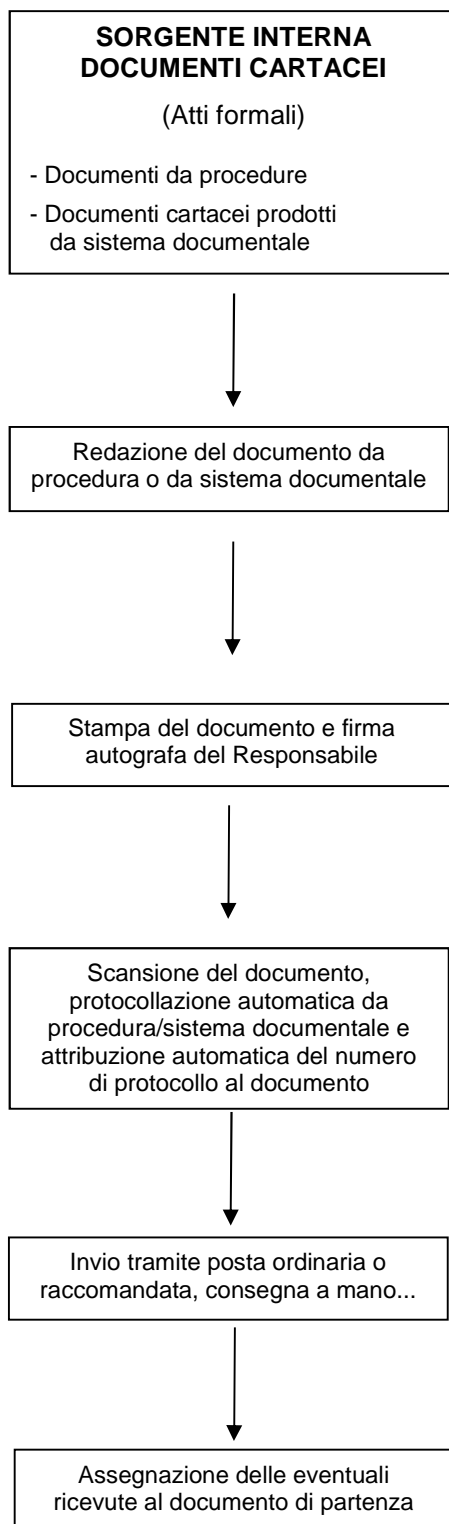 SORGENTE INTERNA
DOCUMENTI CARTACEI
(Atti formali)
- Documenti da procedure
- Documenti cartacei prodotti
da sistema documentale
Redazione del documento da
procedura o da sistema documentale
Stampa del documento e firma
autografa del Responsabile
Scansione del documento,
protocollazione automatica da
procedura/sistema documentale e
attribuzione automatica del numero
di protocollo al documento
Invio tramite posta ordinaria o
raccomandata, consegna a mano...
Assegnazione delle eventuali
ricevute al documento di partenza